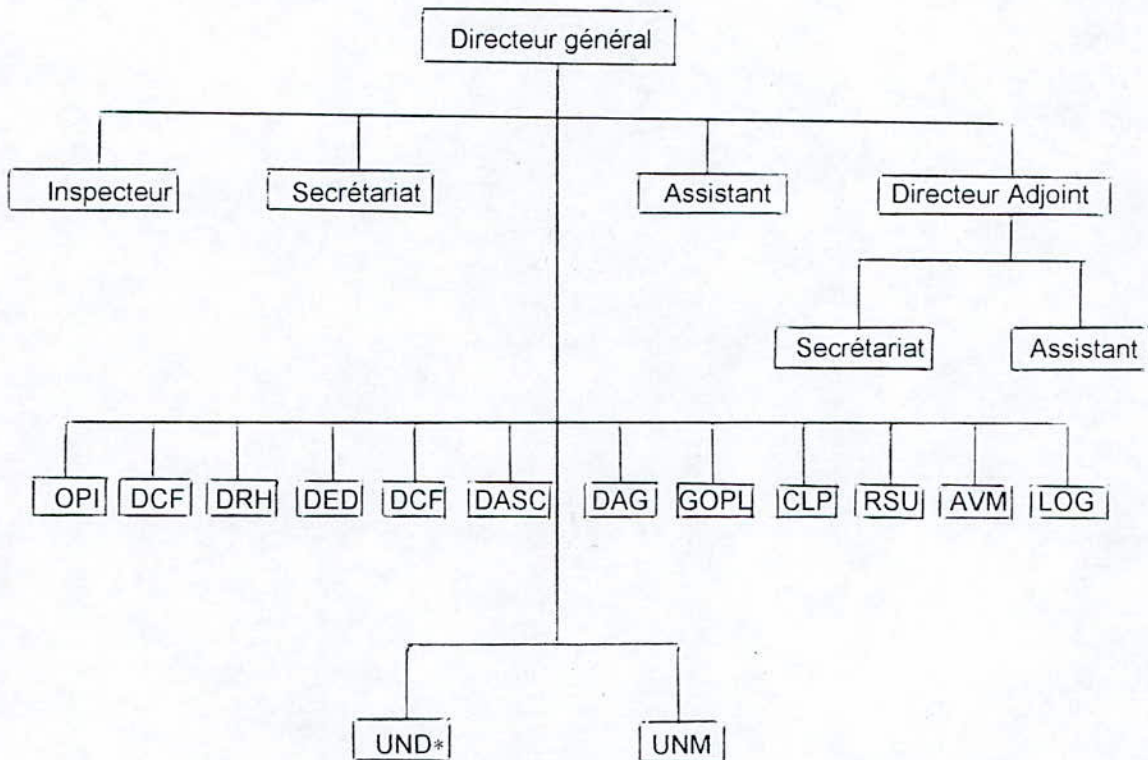 Directeur général
Inspecteur
Secrétariat
Assistant
Directeur Adjoint
Secrétariat
Assistant
OPI
DCF
DRH
DED
DCF
DASC
DAG
GOPL
CLP
RSU
AVM
LOG
UND*
UNM